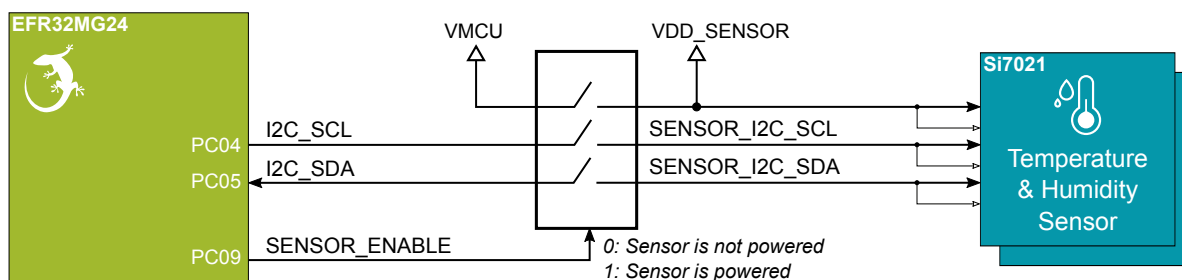 EFR32MG24
VMCU
VDD_SENSOR
Si7021
PC04
I2C_SCL
SENSOR_I2C_SCL
PC05
I2C_SDA
SENSOR_I2C_SDA
Temperature
& Humidity
Sensor
PC09
SENSOR_ENABLE
0: Sensor is not powered
1: Sensor is powered